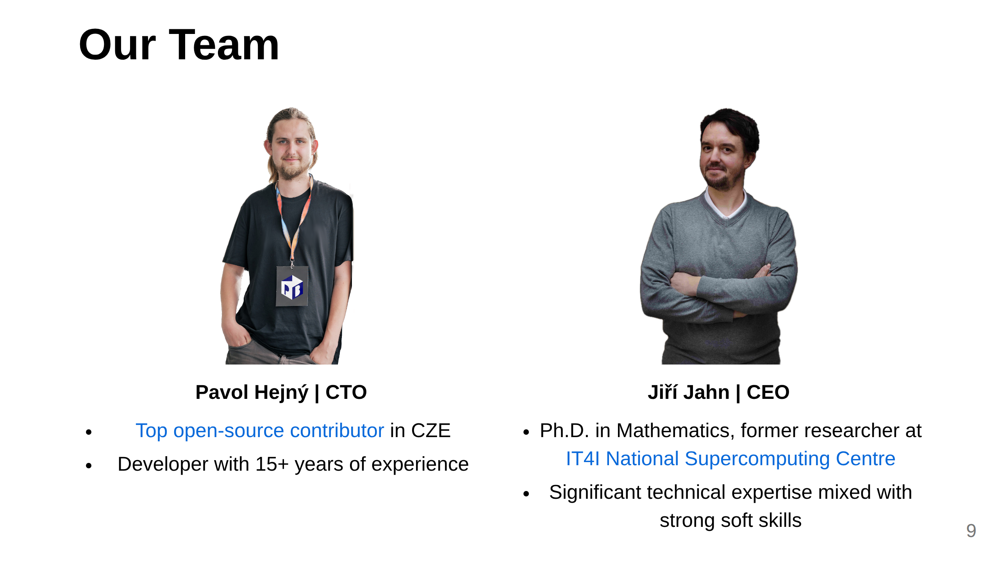 Our Team
PB
Pavol Hejný | CTO
• Top open-source contributor in CZE
• Developer with 15+ years of experience
Jiří Jahn | CEO
• Ph.D. in Mathematics, former researcher at
IT4I National Supercomputing Centre
• Significant technical expertise mixed with
strong soft skills
9